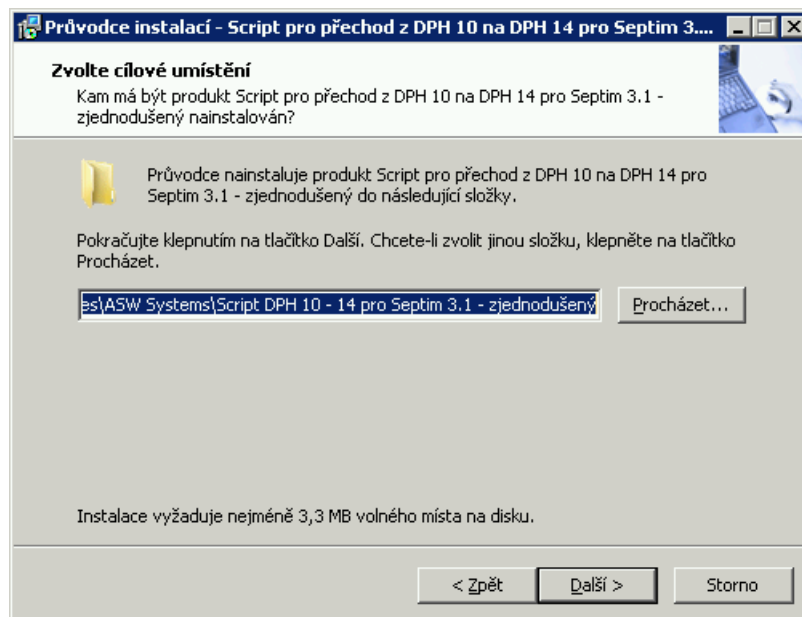 Průvodce instalací - Script pro přechod z DPH 10 na DPH 14 pro Septim 3....
Zvolte cílové umístění
Kam má být produkt Script pro přechod z DPH 10 na DPH 14 pro Septim 3.1 -
zjednodušený nainstalován?
Průvodce nainstaluje produkt Script pro přechod z DPH 10 na DPH 14 pro
Septim 3.1 - zjednodušený do následující složky.
Pokračujte klepnutím na tlačítko Další. Chcete-li zvolit jinou složku, klepněte na tlačítko
Procházet.
es\ASW Systems\Script DPH 10 - 14 pro Septim 3.1 - zjednodušený
Procházet...
Instalace vyžaduje nejméně 3,3 MB volného místa na disku.
< Zpět
Další >
Storno